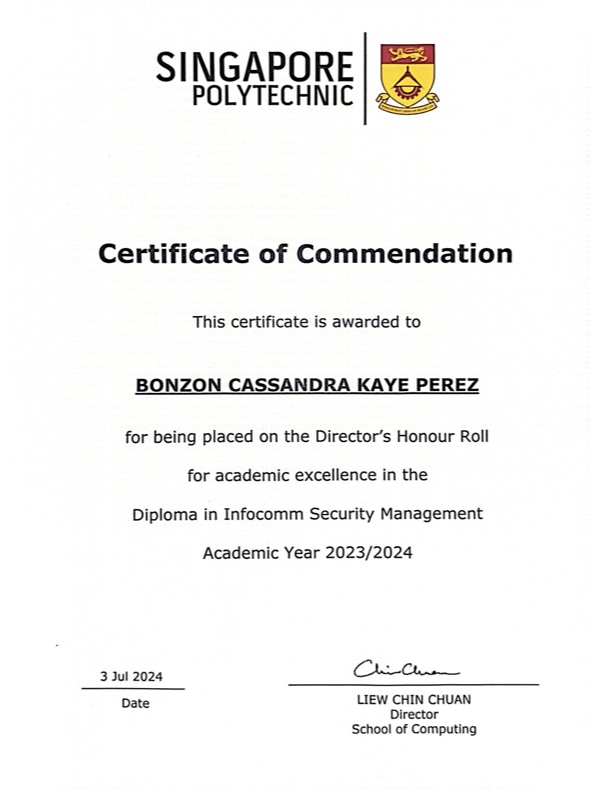 SINGAPORE
POLYTECHNIC
Certificate of Commendation
This certificate is awarded to
BONZON CASSANDRA KAYE PEREZ
for being placed on the Director's Honour Roll
for academic excellence in the
Diploma in Infocomm Security Management
Academic Year 2023/2024
3 Jul 2024
Date
Chin Chuan
LIEW CHIN CHUAN
Director
School of Computing